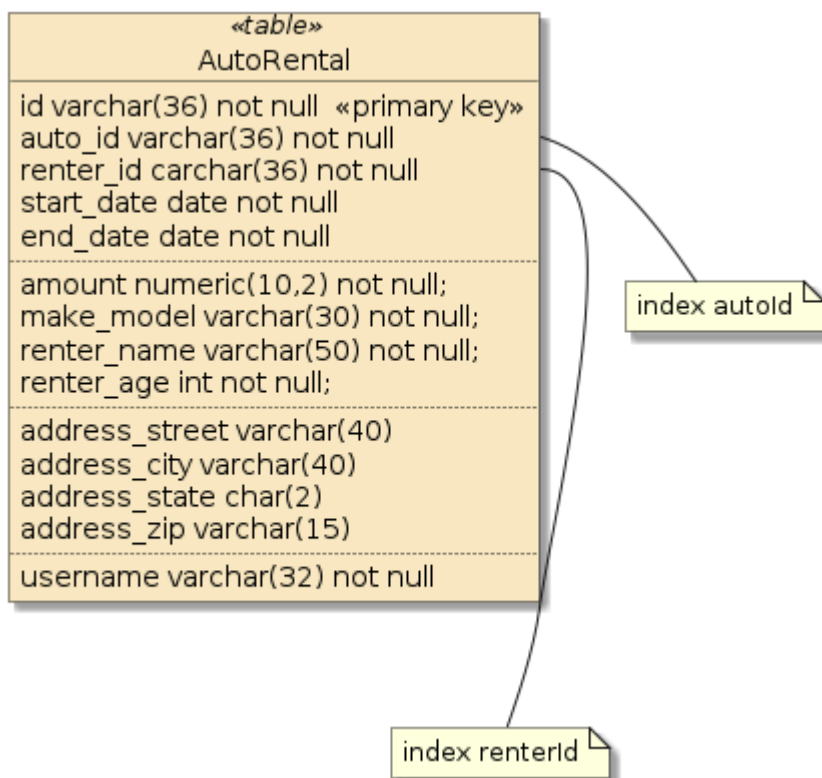 «table»
AutoRental
id varchar(36) not null «primary key»
auto_id varchar(36) not null
renter_id carchar(36) not null
start_date date not null
end_date date not null
amount numeric(10,2) not null;
make_model varchar(30) not null;
renter_name varchar(50) not null;
renter_age int not null;
address_street varchar(40)
address_city varchar(40)
address_state char(2)
address_zip varchar(15)
username varchar(32) not null
index autoId
index renterId